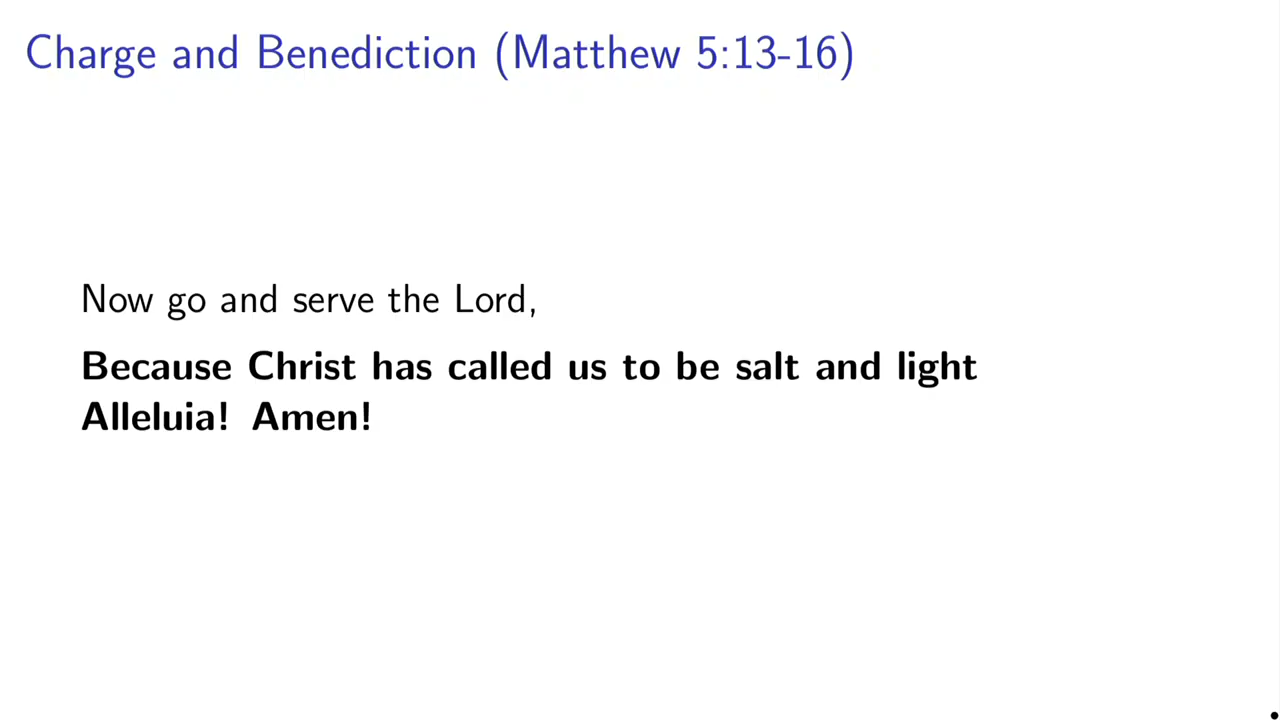 Charge and Benediction (Matthew 5:13-16)
Now go and serve the Lord,
Because Christ has called us to be salt and light
Alleluia! Amen!